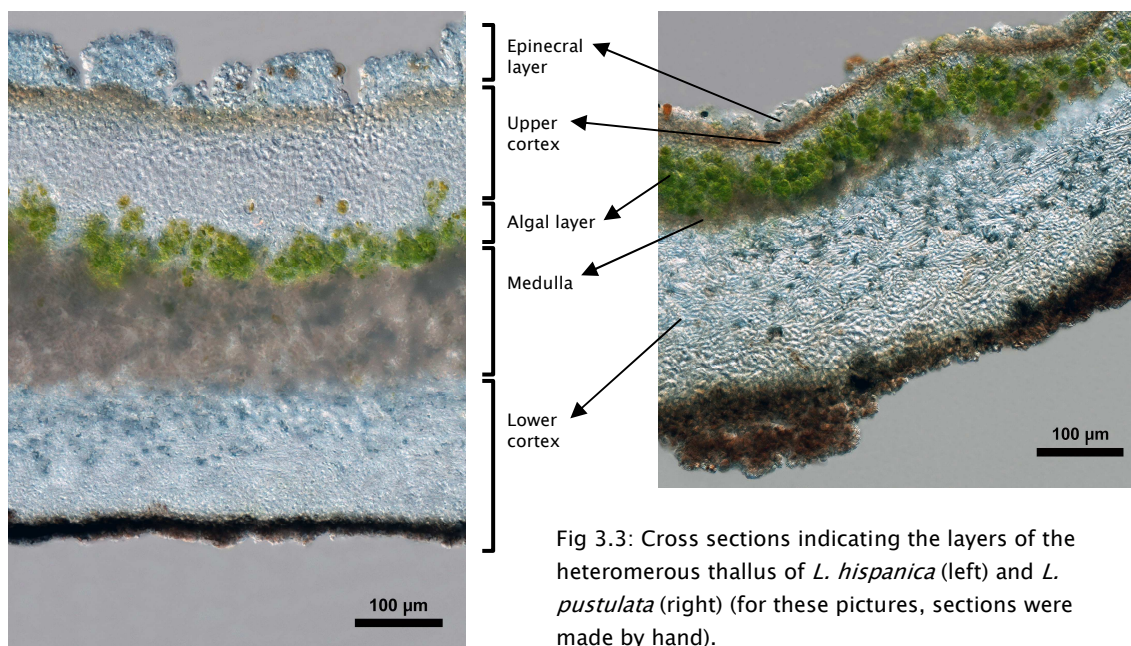 Epinecral
layer
Upper
cortex
Algal layer
Medulla
Lower
cortex
100 µm
100 µm
Fig 3.3: Cross sections indicating the layers of the
heteromerous thallus of L. hispanica (left) and L.
pustulata (right) (for these pictures, sections were
made by hand).